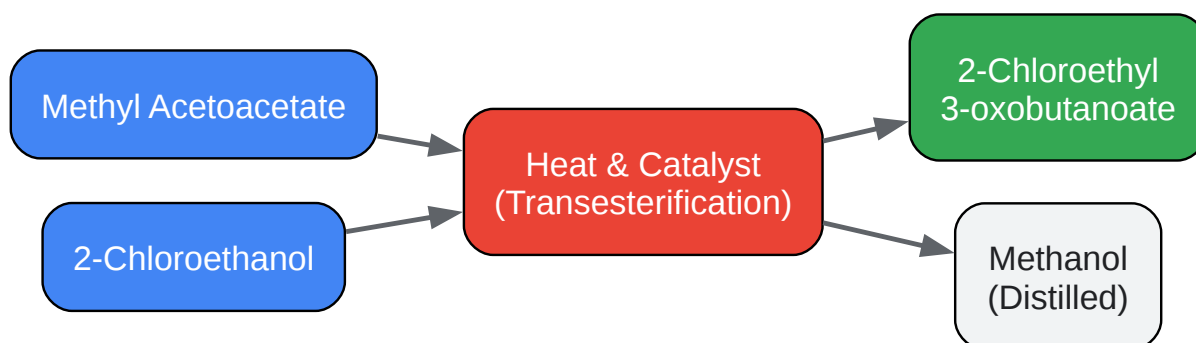 Methyl Acetoacetate
2-Chloroethanol
Heat & Catalyst
(Transesterification)
2-Chloroethyl
3-oxobutanoate
Methanol
(Distilled)